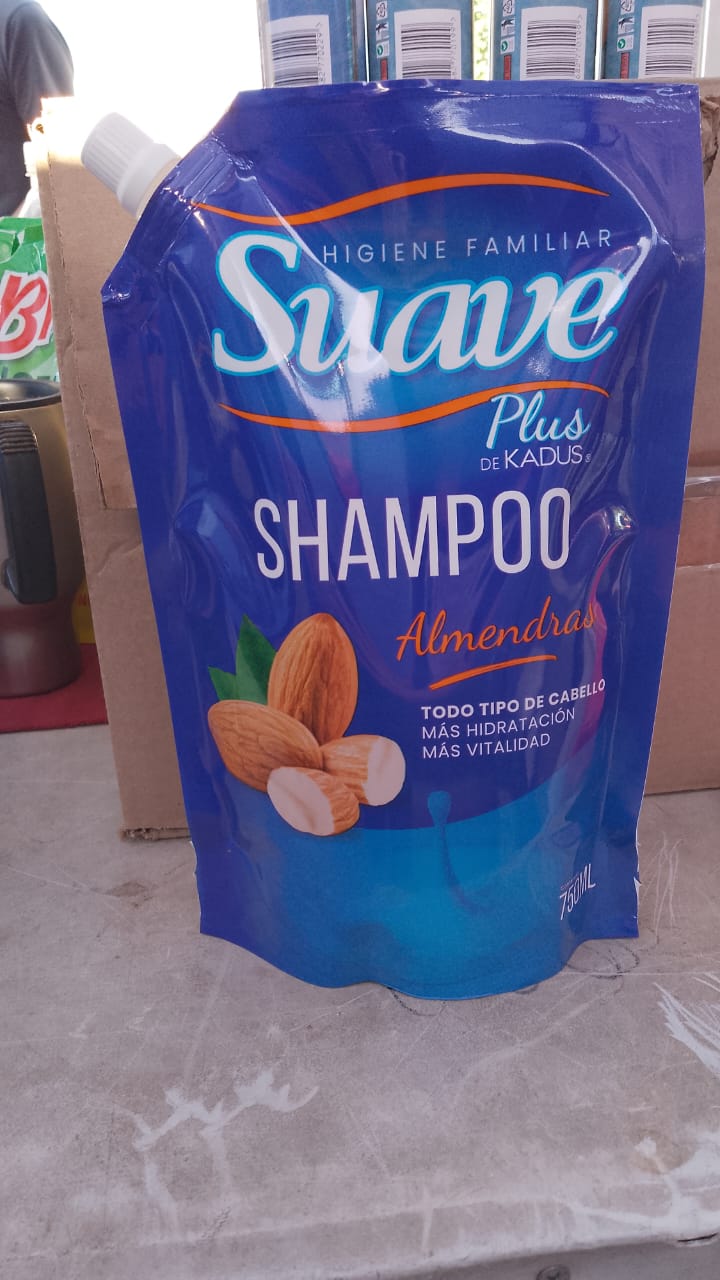 HIGIENE FAMILIAR
Suave
Plus
DE KADUS
SHAMPOO
Almendras
TODO TIPO DE CABELLO
MÁS HIDRATACIÓN
MÁS VITALIDAD
750ML